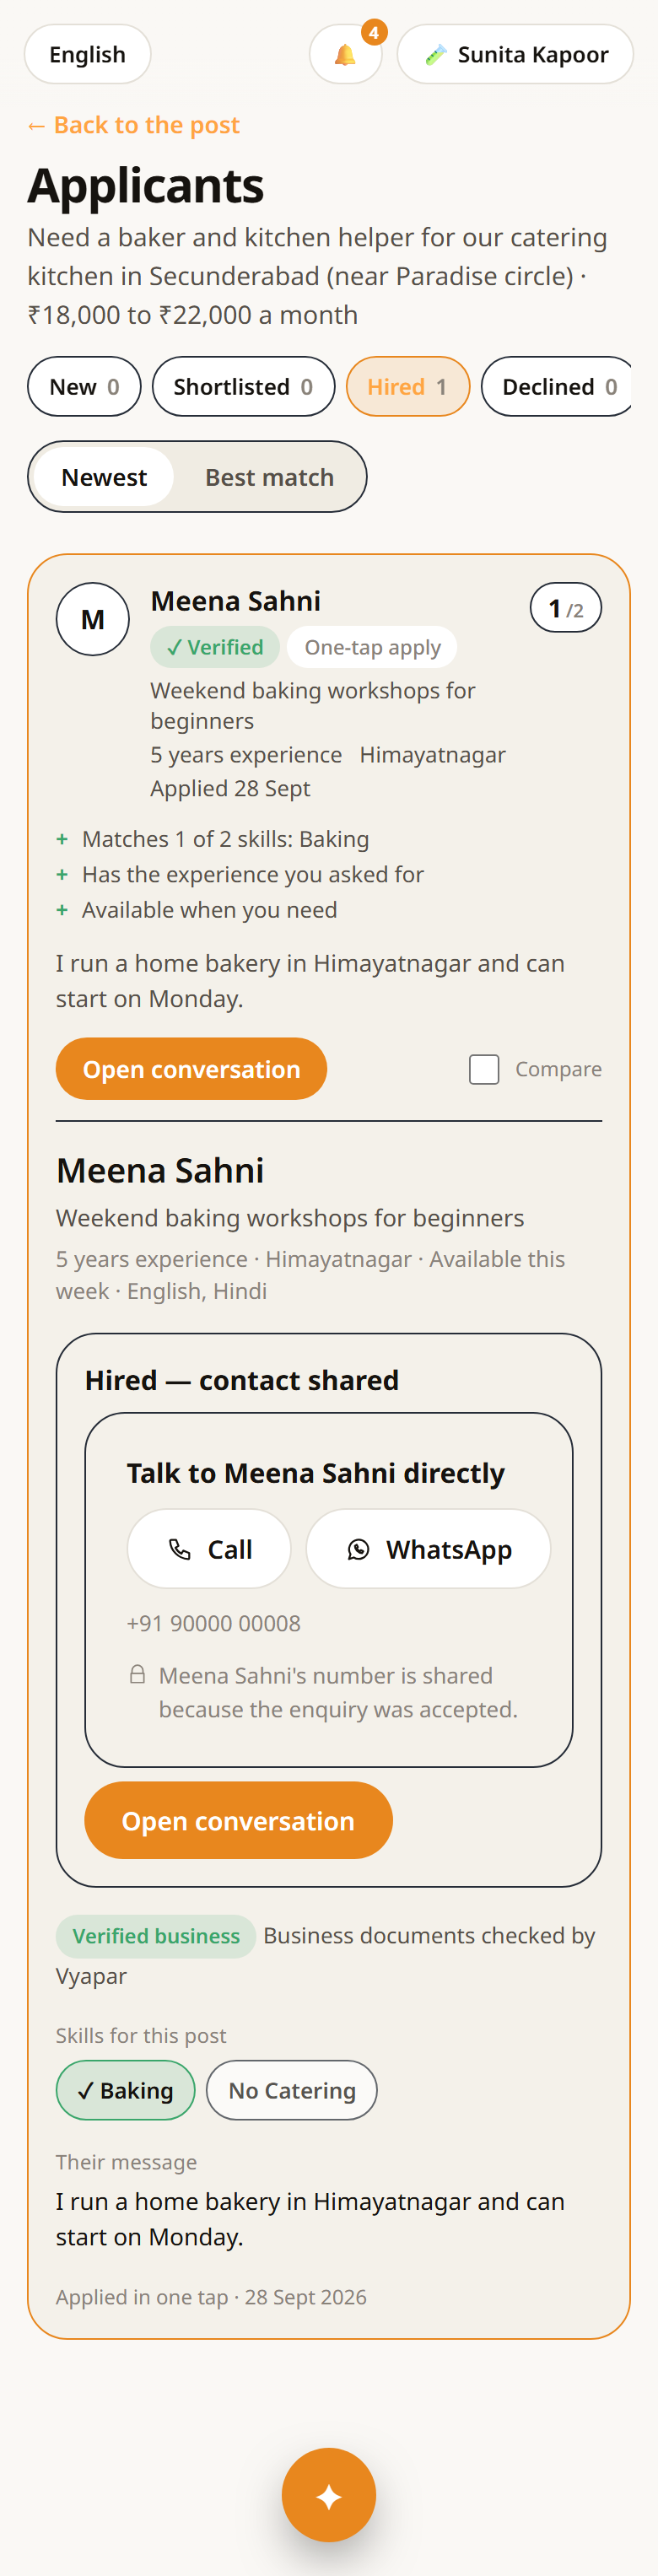 English
4
Sunita Kapoor
← Back to the post
Applicants
Need a baker and kitchen helper for our catering
kitchen in Secunderabad (near Paradise circle) ·
₹18,000 to ₹22,000 a month
New 0 Shortlisted 0 Hired 1 Declined 0
Newest Best match
M
Meena Sahni
1 /2
✓ Verified One-tap apply
Weekend baking workshops for
beginners
5 years experience Himayatnagar
Applied 28 Sept
+ Matches 1 of 2 skills: Baking
+ Has the experience you asked for
+ Available when you need
I run a home bakery in Himayatnagar and can
start on Monday.
Open conversation Compare
Meena Sahni
Weekend baking workshops for beginners
5 years experience · Himayatnagar · Available this
week · English, Hindi
Hired — contact shared
Talk to Meena Sahni directly
Call WhatsApp
+91 90000 00008
Meena Sahni's number is shared
because the enquiry was accepted.
Open conversation
Verified business Business documents checked by
Vyapar
Skills for this post
✓ Baking No Catering
Their message
I run a home bakery in Himayatnagar and can
start on Monday.
Applied in one tap · 28 Sept 2026